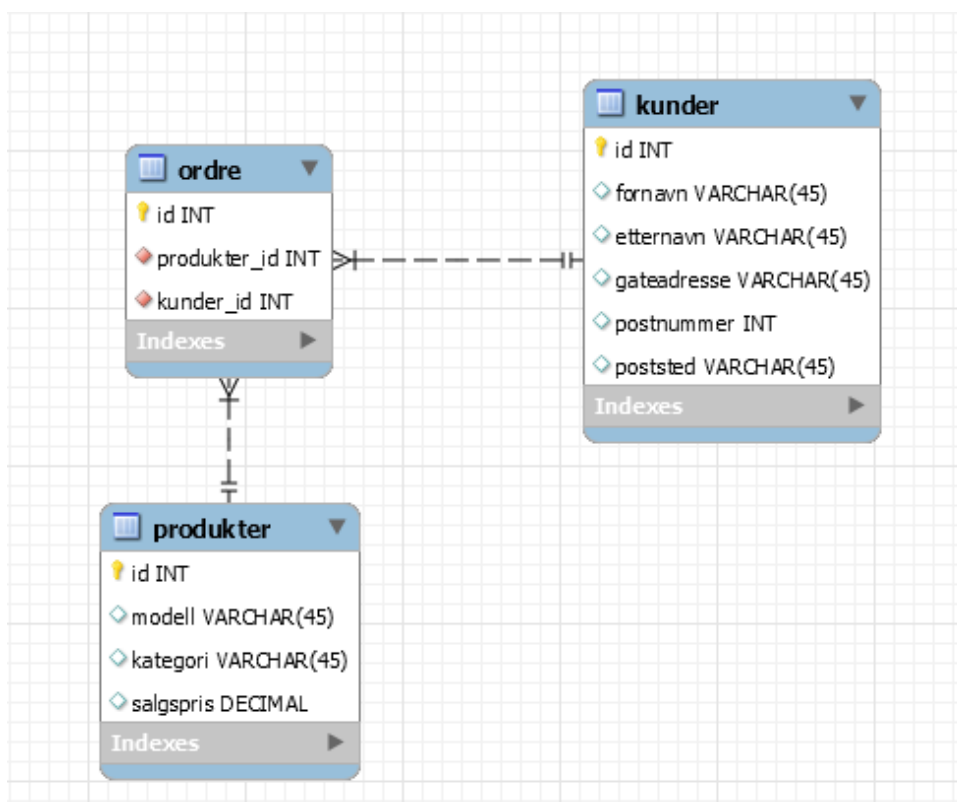 ordre
id INT
produkter_id INT
kunder_id INT
Indexes
kunder
id INT
fornavn VARCHAR(45)
etternavn VARCHAR(45)
gateadresse VARCHAR(45)
postnummer INT
poststed VARCHAR(45)
Indexes
produkter
id INT
modell VARCHAR(45)
kategori VARCHAR(45)
salgspris DECIMAL
Indexes